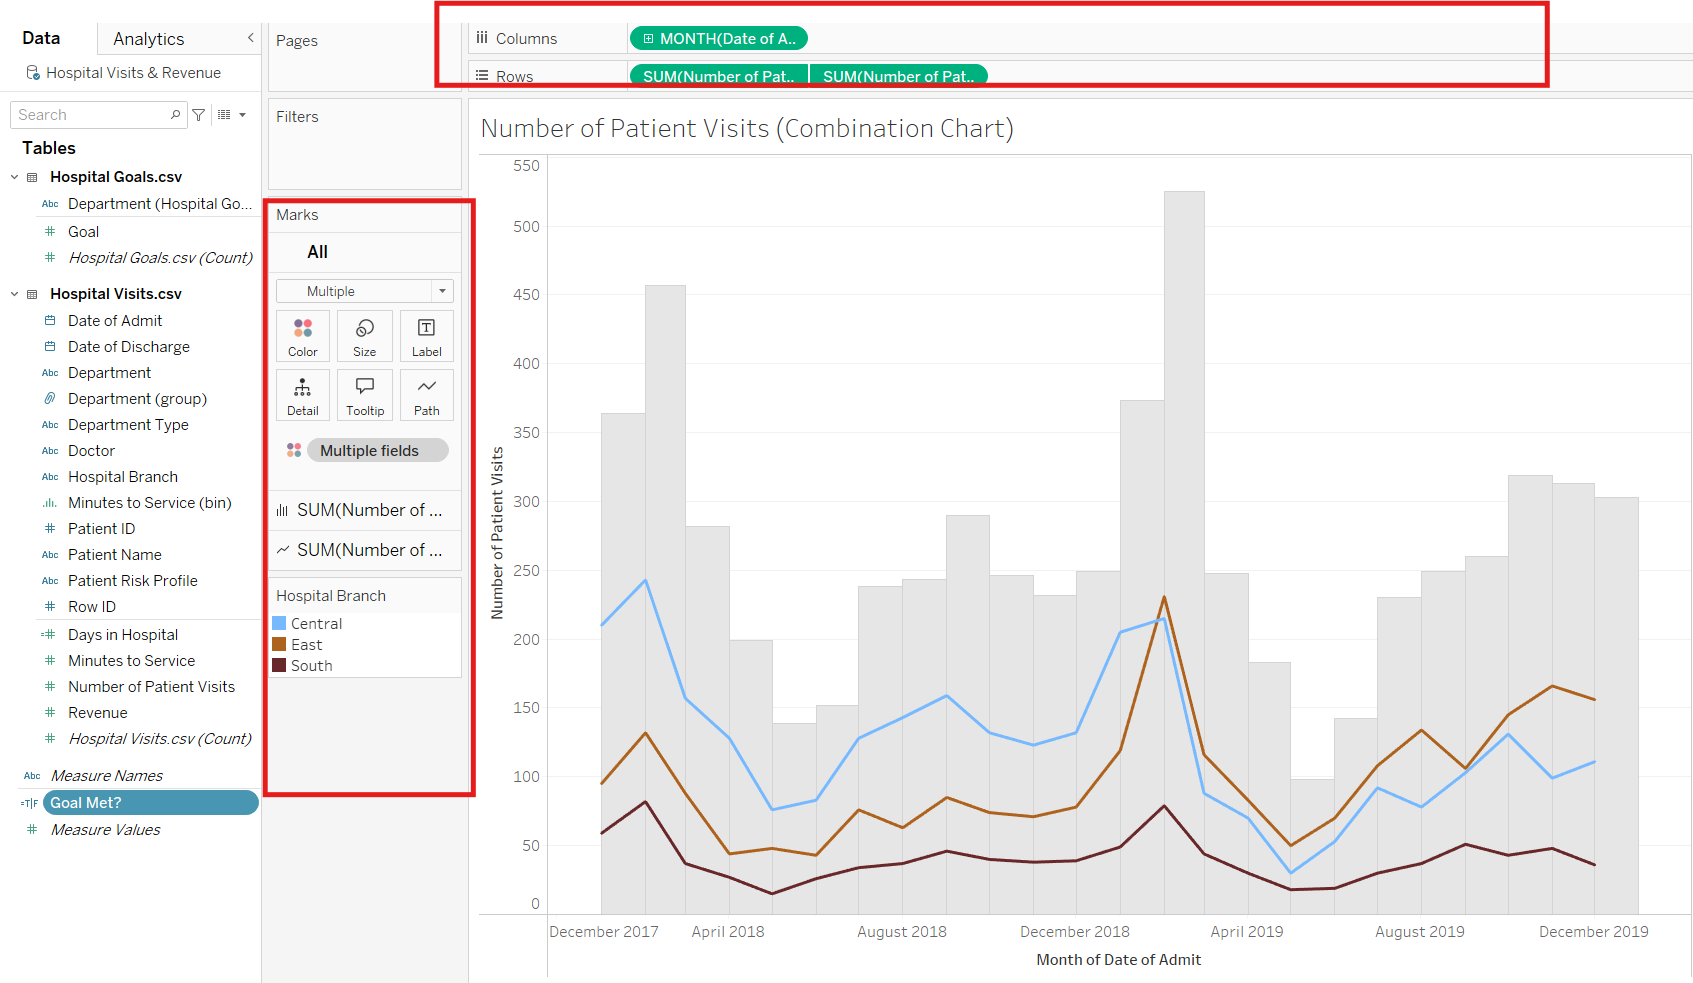 Data
Analytics
Hospital Visits & Revenue
Search
Tables
Hospital Goals.csv
Abc Department (Hospital Go...
# Goal
# Hospital Goals.csv (Count)
Hospital Visits.csv
Date of Admit
Date of Discharge
Abc Department
Department (group)
Abc Department Type
Abc Doctor
Abc Hospital Branch
Minutes to Service (bin)
# Patient ID
Abc Patient Name
Abc Patient Risk Profile
# Row ID
=# Days in Hospital
# Minutes to Service
# Number of Patient Visits
# Revenue
# Hospital Visits.csv (Count)
Abc Measure Names
=T|F Goal Met?
# Measure Values
Pages
Filters
Marks
All
Multiple
Color Size Label
Detail Tooltip Path
Multiple fields
SUM(Number of ...
SUM(Number of ...
Hospital Branch
Central
East
South
Columns MONTH(Date of A..
Rows SUM(Number of Pat.. SUM(Number of Pat..
Number of Patient Visits (Combination Chart)
Number of Patient Visits
550
500
450
400
350
300
250
200
150
100
50
0
December 2017 April 2018 August 2018 December 2018 April 2019 August 2019 December 2019
Month of Date of Admit